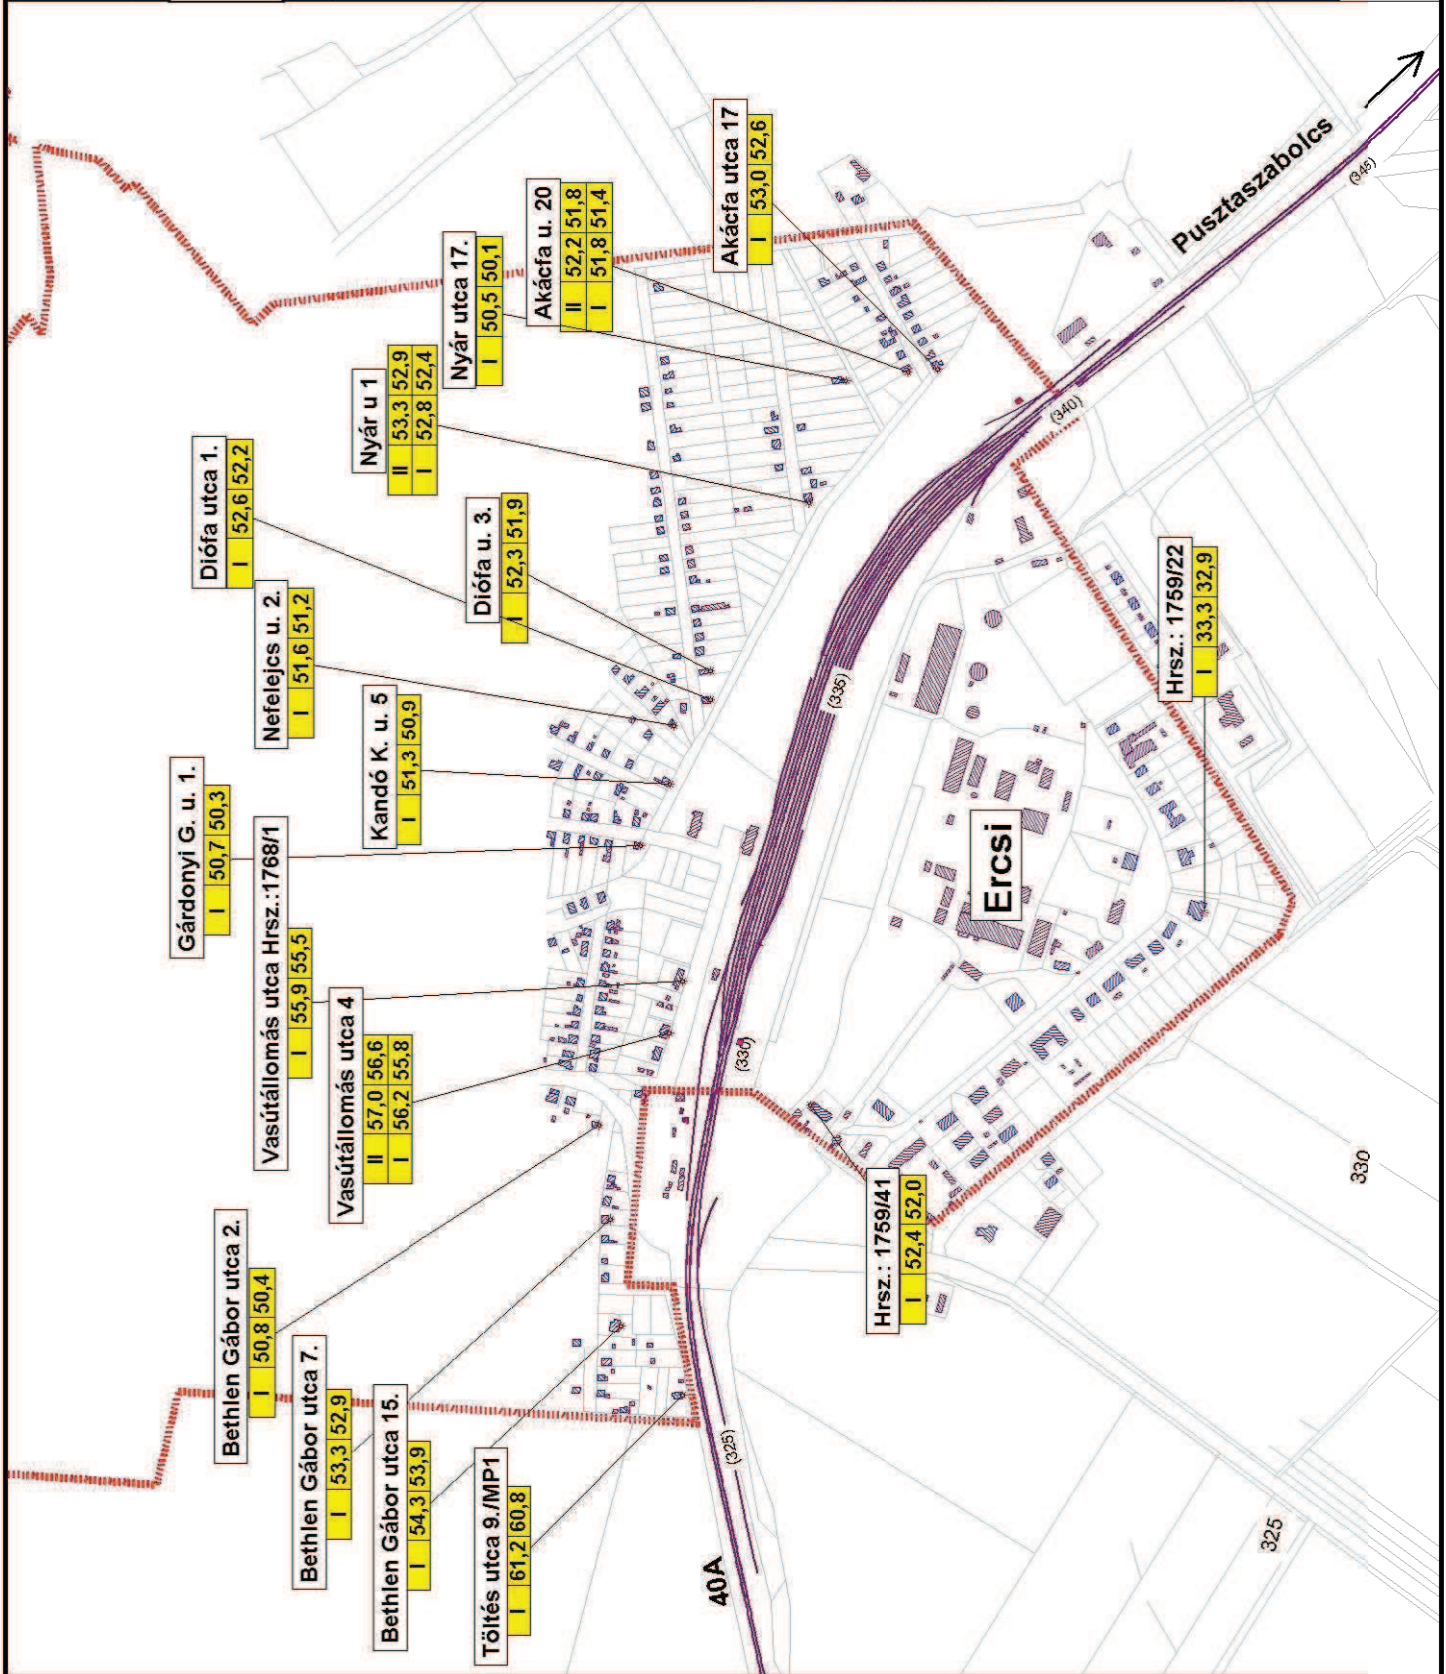 Bethlen Gábor utca 2.
I 50,8 50,4
Bethlen Gábor utca 7.
I 53,3 52,9
Bethlen Gábor utca 15.
I 54,3 53,9
Töltés utca 9./MP1
I 61,2 60,8
Gárdonyi G. u. 1.
I 50,7 50,3
Vasútállomás utca Hrsz.:1768/1
I 55,9 55,5
Vasútállomás utca 4
II 57,0 56,6
I 56,2 55,8
Diófa utca 1.
I 52,6 52,2
Nefelejcs u. 2.
I 51,6 51,2
Kandó K. u. 5
I 51,3 50,9
Diófa u. 3.
I 52,3 51,9
Nyár u 1
II 53,3 52,9
I 52,8 52,4
Nyár utca 17.
I 50,5 50,1
Akácfa u. 20
II 52,2 51,8
I 51,8 51,4
Akácfa utca 17
I 53,0 52,6
Pusztaszabolcs
(345)
(340)
(335)
(330)
(325)
40A
Ercsi
Hrsz.: 1759/22
I 33,3 32,9
Hrsz.: 1759/41
I 52,4 52,0
325
330